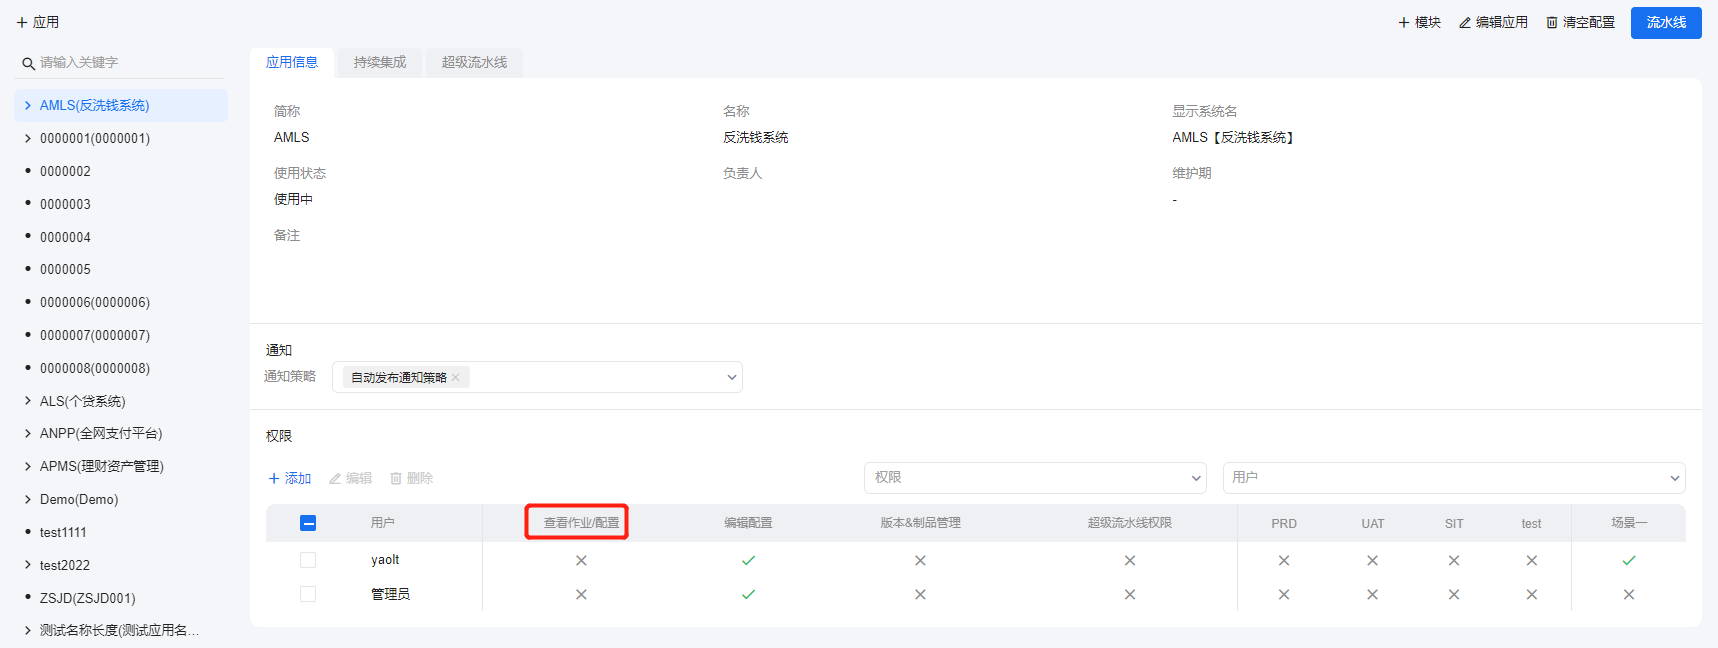 应用
模块 编辑应用 清空配置 流水线
请输入关键字
AMLS(反洗钱系统)
0000001(0000001)
0000002
0000003
0000004
0000005
0000006(0000006)
0000007(0000007)
0000008(0000008)
ALS(个贷系统)
ANPP(全网支付平台)
APMS(理财资产管理)
Demo(Demo)
test1111
test2022
ZSJD(ZSJD001)
测试名称长度(测试应用名...
应用信息 持续集成 超级流水线
简称 名称 显示系统名
AMLS 反洗钱系统 AMLS【反洗钱系统】
使用状态 负责人 维护期
使用中 -
备注
通知
通知策略 自动发布通知策略
权限
添加 编辑 删除 权限 用户
用户 查看作业/配置 编辑配置 版本&制品管理 超级流水线权限 PRD UAT SIT test 场景一
yaolt
管理员